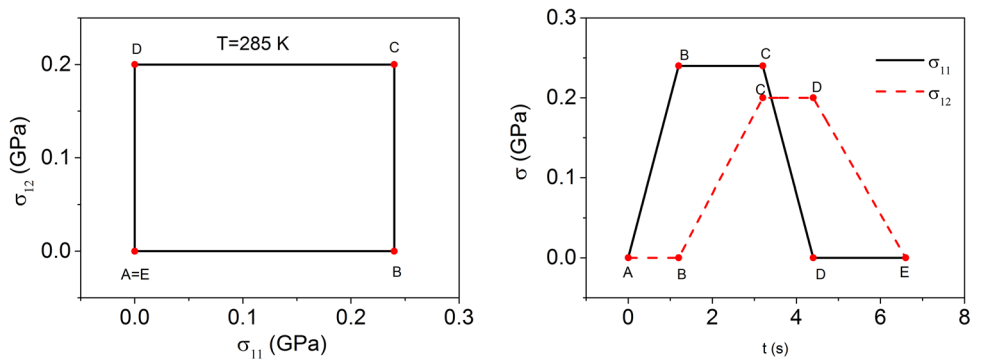 D
T=285 K
C
0.2
0.1
0.0
σ12 (GPa)
A=E
B
0.0
0.1
0.2
0.3
σ11 (GPa)
0.3
0.2
0.1
0.0
σ (GPa)
B
C
C
D
A
B
D
E
σ11
σ12
0
2
4
6
8
t (s)